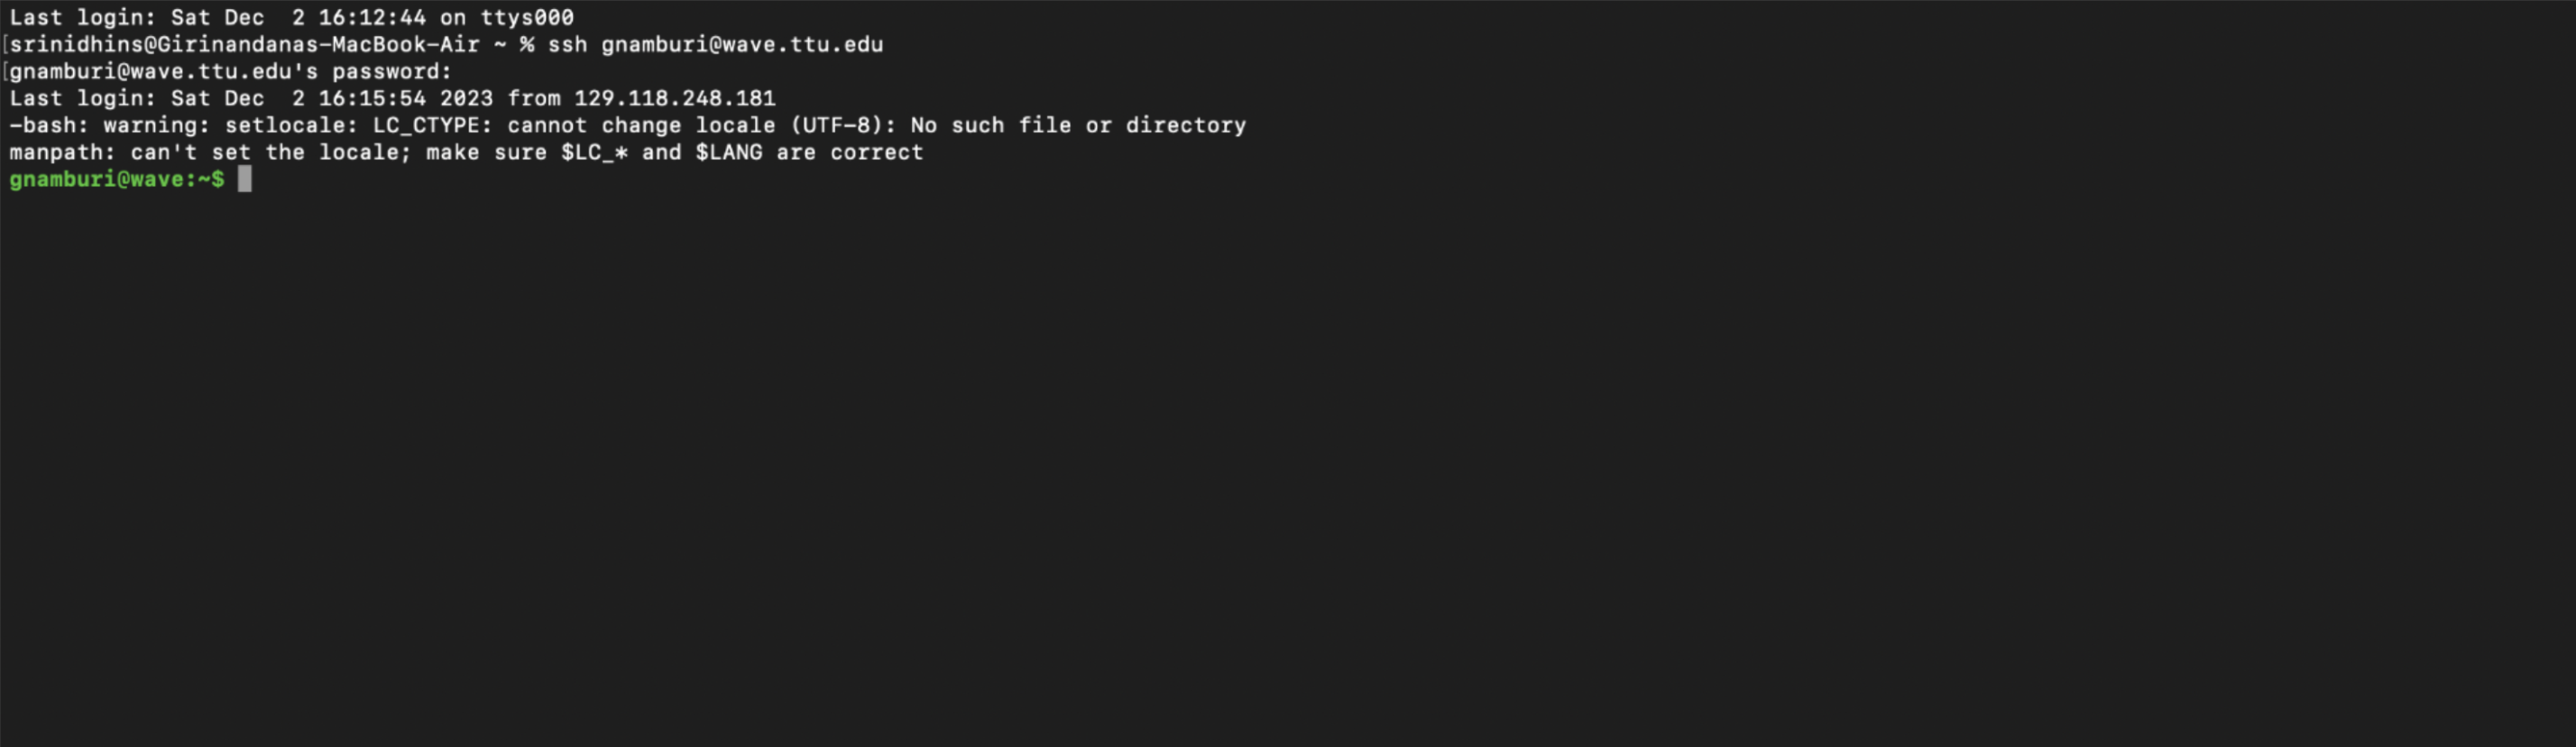 Last login: Sat Dec  2 16:12:44 on ttys000
[srinidhins@Girinandanas-MacBook-Air ~ % ssh gnamburi@wave.ttu.edu
[gnamburi@wave.ttu.edu's password:
Last login: Sat Dec  2 16:15:54 2023 from 129.118.248.181
-bash: warning: setlocale: LC_CTYPE: cannot change locale (UTF-8): No such file or directory
manpath: can't set the locale; make sure $LC_* and $LANG are correct
gnamburi@wave:~$